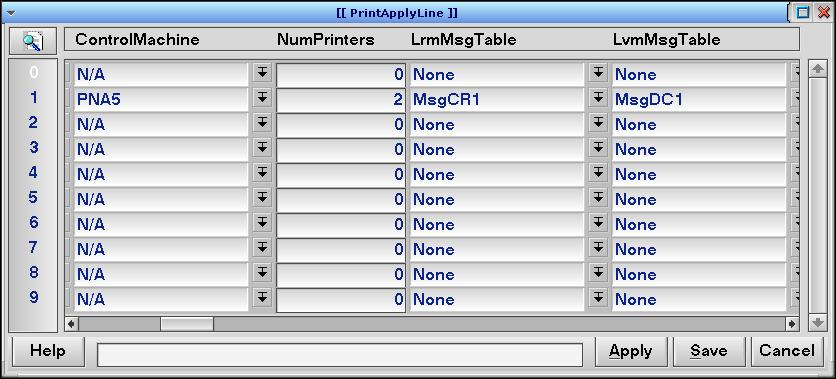 [[ PrintApplyLine ]]
ControlMachine NumPrinters LrmMsgTable LvmMsgTable
0 N/A 0 None None
1 PNA5 2 MsgCR1 MsgDC1
2 N/A 0 None None
3 N/A 0 None None
4 N/A 0 None None
5 N/A 0 None None
6 N/A 0 None None
7 N/A 0 None None
8 N/A 0 None None
9 N/A 0 None None
Help Apply Save Cancel